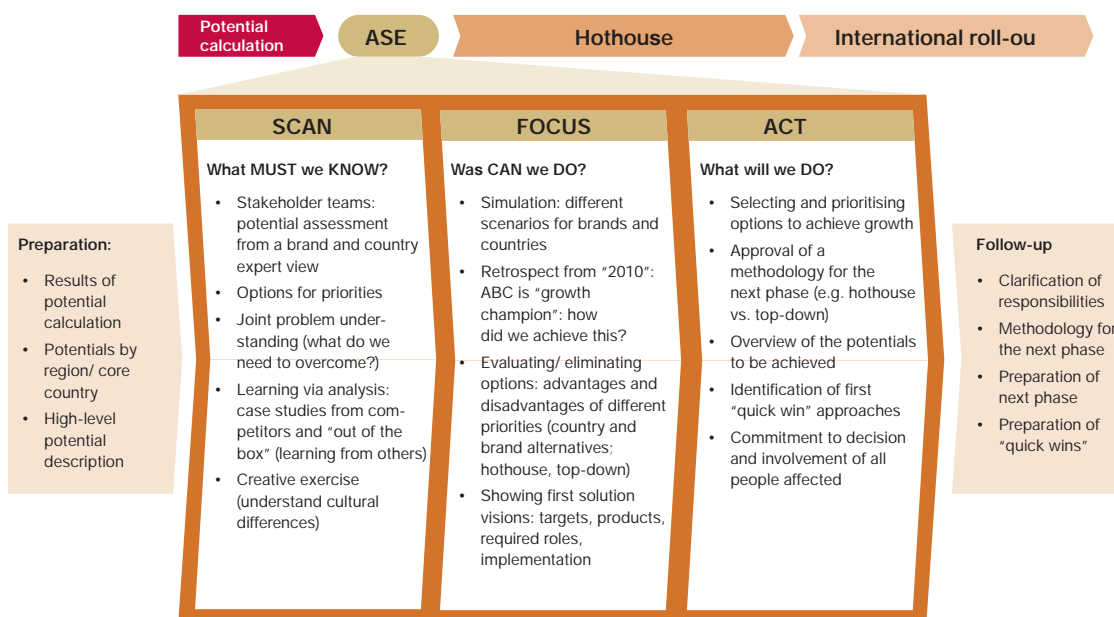 Potential
calculation
ASE
Hothouse
International roll-ou
SCAN
FOCUS
ACT
Preparation:
• Results of
potential
calculation
• Potentials by
region/ core
country
• High-level
potential
description
What MUST we KNOW?
• Stakeholder teams:
potential assessment
from a brand and country
expert view
• Options for priorities
• Joint problem under-
standing (what do we
need to overcome?)
• Learning via analysis:
case studies from com-
petitors and “out of the
box” (learning from others)
• Creative exercise
(understand cultural
differences)
Was CAN we DO?
• Simulation: different
scenarios for brands and
countries
• Retrospect from “2010”:
ABC is “growth
champion”: how
did we achieve this?
• Evaluating/ eliminating
options: advantages and
disadvantages of different
priorities (country and
brand alternatives;
hothouse, top-down)
• Showing first solution
visions: targets, products,
required roles,
implementation
What will we DO?
• Selecting and prioritising
options to achieve growth
• Approval of a
methodology for the
next phase (e.g. hothouse
vs. top-down)
• Overview of the potentials
to be achieved
• Identification of first
“quick win” approaches
• Commitment to decision
and involvement of all
people affected
Follow-up
• Clarification of
responsibilities
• Methodology for
the next phase
• Preparation of
next phase
• Preparation of
“quick wins”